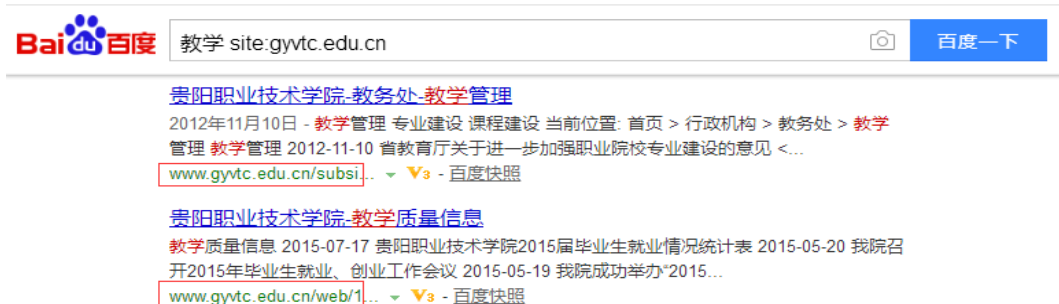 Bai du 百度 教学 site:gyvtc.edu.cn 百度一下
贵阳职业技术学院-教务处-教学管理
2012年11月10日 - 教学管理 专业建设 课程建设 当前位置: 首页 > 行政机构 > 教务处 > 教学
管理 教学管理 2012-11-10 省教育厅关于进一步加强职业院校专业建设的意见 <...
www.gyvtc.edu.cn/subsi... V3 - 百度快照
贵阳职业技术学院-教学质量信息
教学质量信息 2015-07-17 贵阳职业技术学院2015届毕业生就业情况统计表 2015-05-20 我院召
开2015年毕业生就业、创业工作会议 2015-05-19 我院成功举办“2015...
www.gyvtc.edu.cn/web/1... V3 - 百度快照